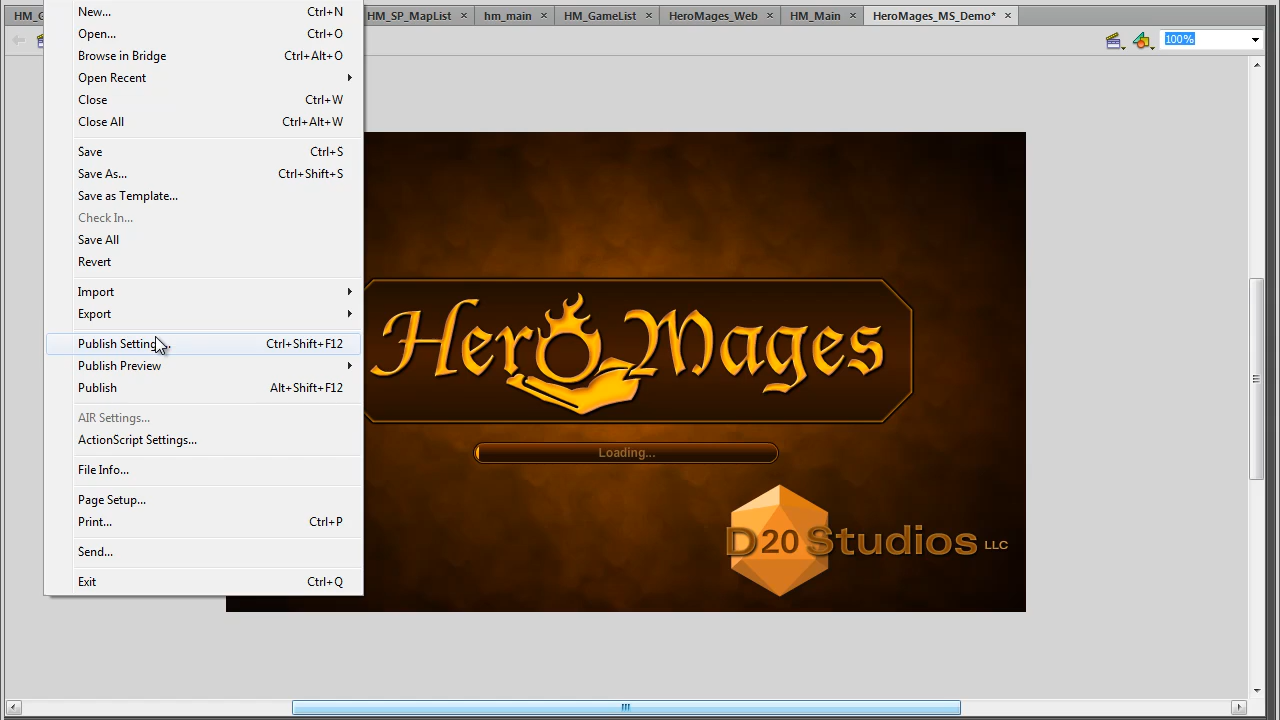 HM_SP_MapList × hm_main × HM_GameList × HeroMages_Web × HM_Main × HeroMages_MS_Demo* ×
100%
New... Ctrl+N
Open... Ctrl+O
Browse in Bridge Ctrl+Alt+O
Open Recent
Close Ctrl+W
Close All Ctrl+Alt+W
Save Ctrl+S
Save As... Ctrl+Shift+S
Save as Template...
Check In...
Save All
Revert
Import
Export
Publish Settings... Ctrl+Shift+F12
Publish Preview
Publish Alt+Shift+F12
AIR Settings...
ActionScript Settings...
File Info...
Page Setup...
Print... Ctrl+P
Send...
Exit Ctrl+Q
Hero Mages
Loading...
D20 Studios LLC